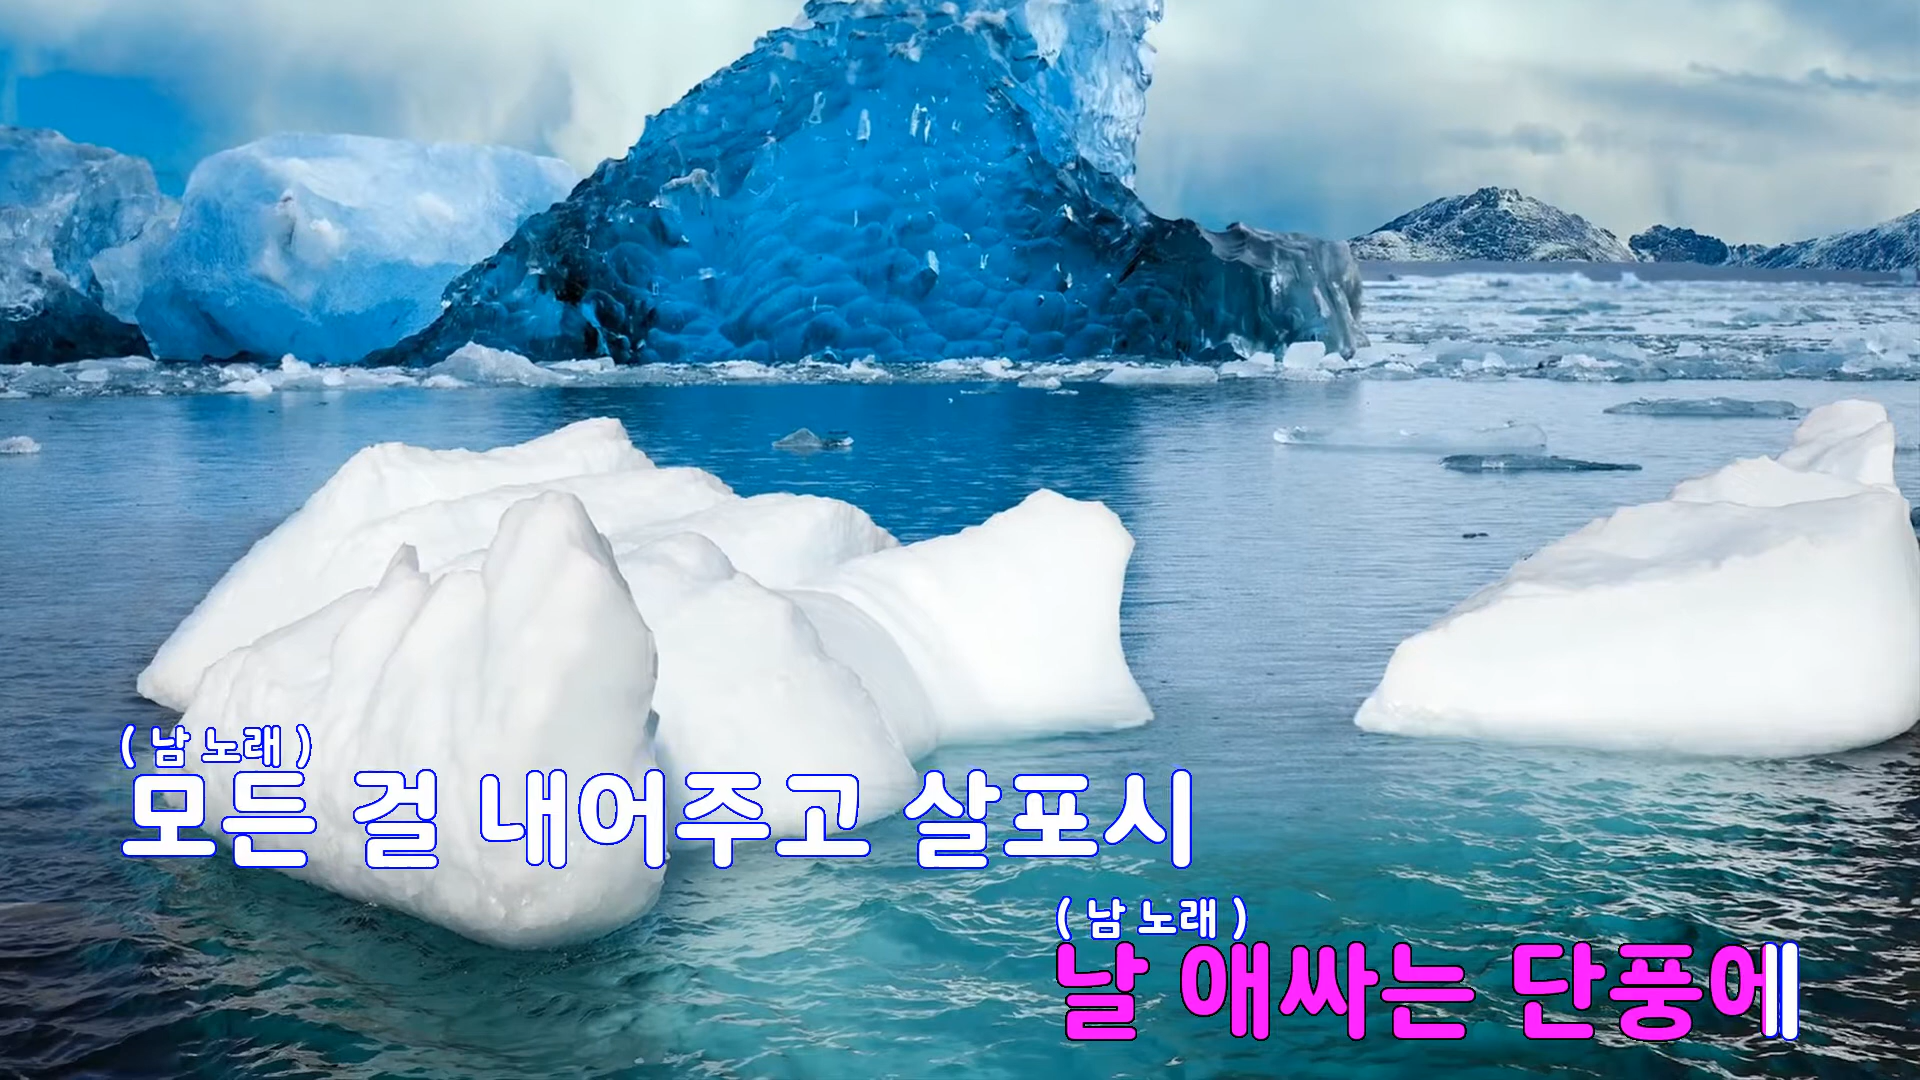 ( 남 노래 )
모든 걸 내어주고 살포시
( 남 노래 )
날 애싸는 단풍에